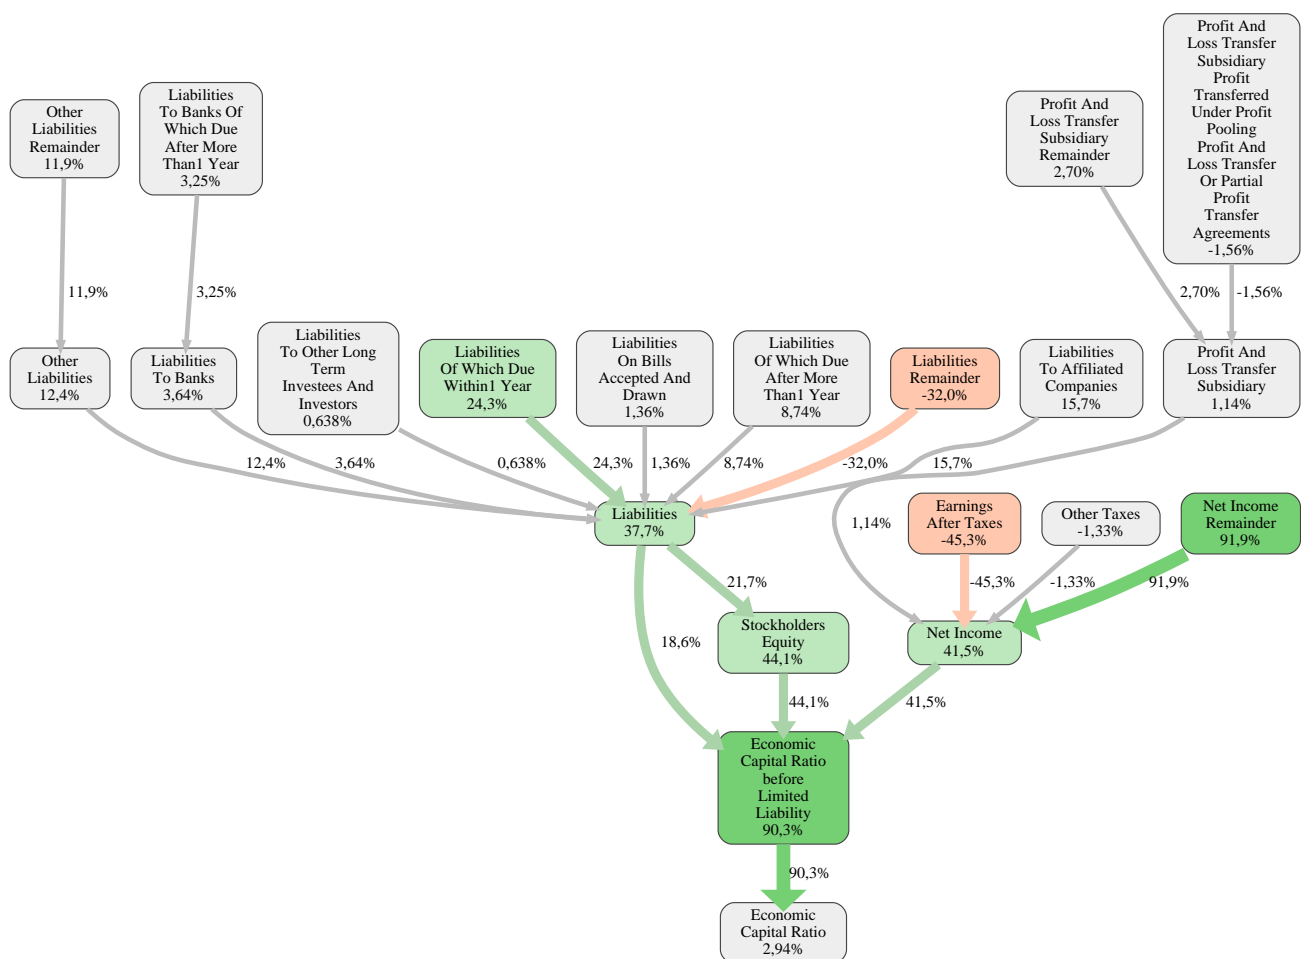 Profit And
Loss Transfer
Subsidiary
Profit
Transferred
Under Profit
Pooling
Profit And
Loss Transfer
Or Partial
Profit
Transfer
Agreements
-1,56%
Liabilities
To Banks Of
Which Due
After More
Than1 Year
3,25%
Profit And
Loss Transfer
Subsidiary
Remainder
2,70%
Other
Liabilities
Remainder
11,9%
11,9%
3,25%
2,70%
-1,56%
Other
Liabilities
12,4%
Liabilities
To Banks
3,64%
Liabilities
To Other Long
Term
Investees And
Investors
0,638%
Liabilities
Of Which Due
Within1 Year
24,3%
Liabilities
On Bills
Accepted And
Drawn
1,36%
Liabilities
Of Which Due
After More
Than1 Year
8,74%
Liabilities
Remainder
-32,0%
Liabilities
To Affiliated
Companies
15,7%
Profit And
Loss Transfer
Subsidiary
1,14%
12,4%
3,64%
0,638%
24,3%
1,36%
8,74%
-32,0%
15,7%
1,14%
Liabilities
37,7%
Earnings
After Taxes
-45,3%
Other Taxes
-1,33%
Net Income
Remainder
91,9%
21,7%
-45,3%
-1,33%
91,9%
18,6%
Stockholders
Equity
44,1%
Net Income
41,5%
44,1%
41,5%
Economic
Capital Ratio
before
Limited
Liability
90,3%
90,3%
Economic
Capital Ratio
2,94%